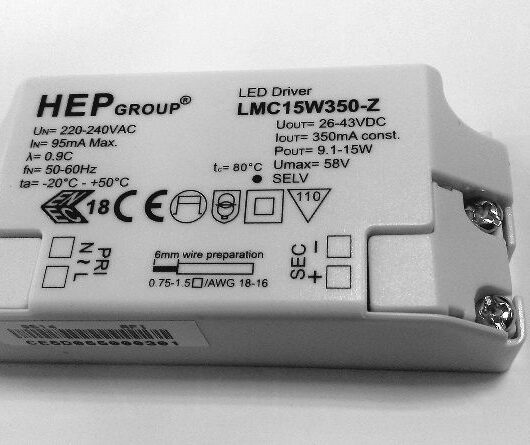 HEP GROUP®
UN= 220-240VAC
IN= 95mA Max.
λ= 0.9C
fN= 50-60Hz
ta= -20°C - +50°C
LED Driver
LMC15W350-Z
UOUT= 26-43VDC
IOUT= 350mA const.
POUT= 9.1-15W
UMAX= 58V
tc= 80°C
SELV
18 CE 110
PRI
N ~ L
6mm wire preparation
0.75-1.5□/AWG 18-16
SEC
− +